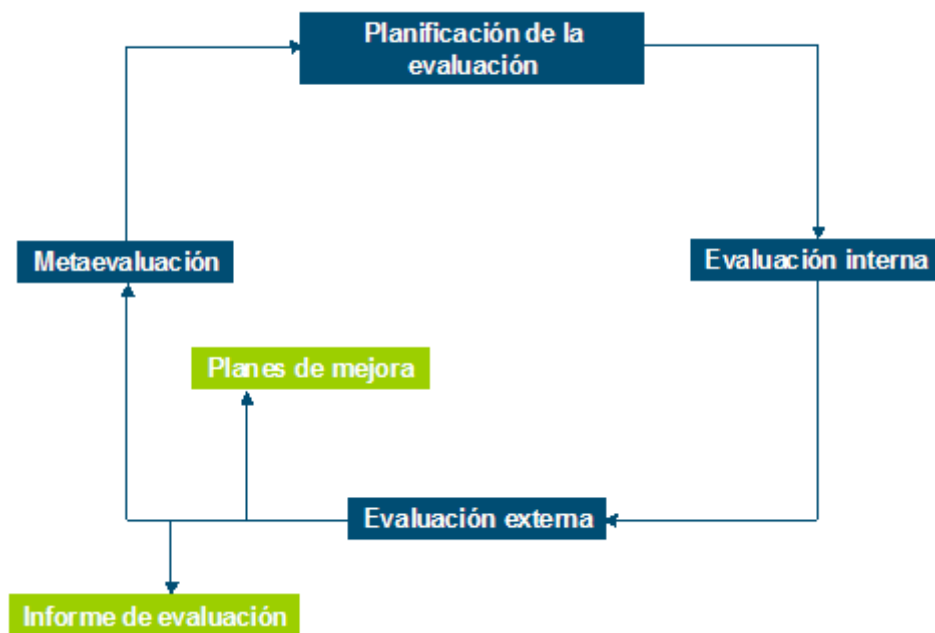 Planificación de la
evaluación
Metaevaluación
Evaluación interna
Planes de mejora
Evaluación externa
Informe de evaluación